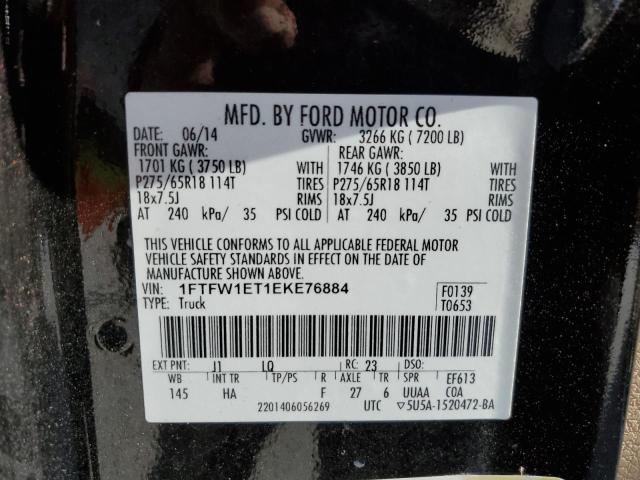 MFD. BY FORD MOTOR CO.
DATE: 06/14 GVWR: 3266 KG ( 7200 LB)
FRONT GAWR: REAR GAWR:
1701 KG ( 3750 LB) WITH 1746 KG ( 3850 LB) WITH
P275/65R18 114T TIRES P275/65R18 114T TIRES
18x7.5J RIMS 18x7.5J RIMS
AT 240 kPa/ 35 PSI COLD AT 240 kPa/ 35 PSI COLD
THIS VEHICLE CONFORMS TO ALL APPLICABLE FEDERAL MOTOR
VEHICLE SAFETY STANDARDS IN EFFECT ON THE DATE OF
MANUFACTURE SHOWN ABOVE.
VIN: 1FTFW1ET1EKE76884 F0139
TYPE: Truck T0653
EXT PNT: J1 LQ RC: 23 DSO:
WB INT TR TP/PS R AXLE TR SPR EF613
145 HA F 27 6 UUAA COA
2201406056269 UTC ▽5U5A-1520472-BA